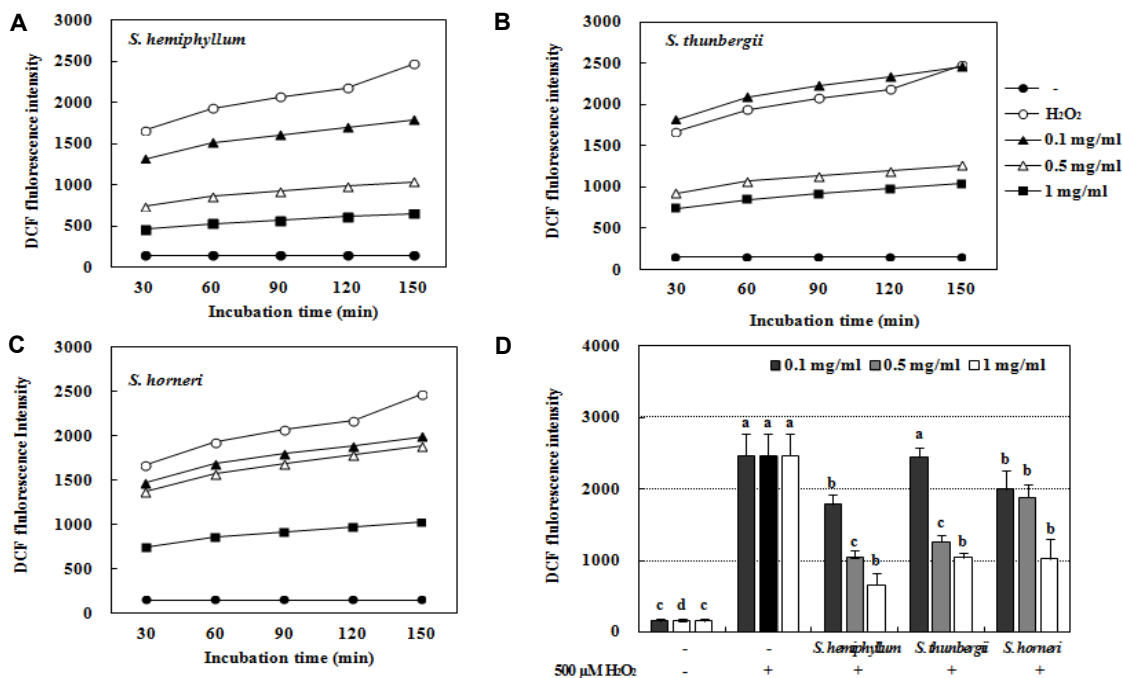 A
S. hemiphyllum
3000
2500
2000
1500
1000
500
0
DCF flulorescence intensity
30 60 90 120 150
Incubation time (min)
B
S. thunbergii
3000
2500
2000
1500
1000
500
0
DCF flulorescence intensity
30 60 90 120 150
Incubation time (min)
-
H2O2
0.1 mg/ml
0.5 mg/ml
1 mg/ml
C
S. horneri
3000
2500
2000
1500
1000
500
0
DCF flulorescence Intensity
30 60 90 120 150
Incubation time (min)
D
0.1 mg/ml 0.5 mg/ml 1 mg/ml
4000
3000
2000
1000
0
DCF flulorescence intensity
c d c a a a b c b a c b b b b
- - S. hemiphyllum S. thunbergii S. horneri
500 µM H2O2 - + + + +